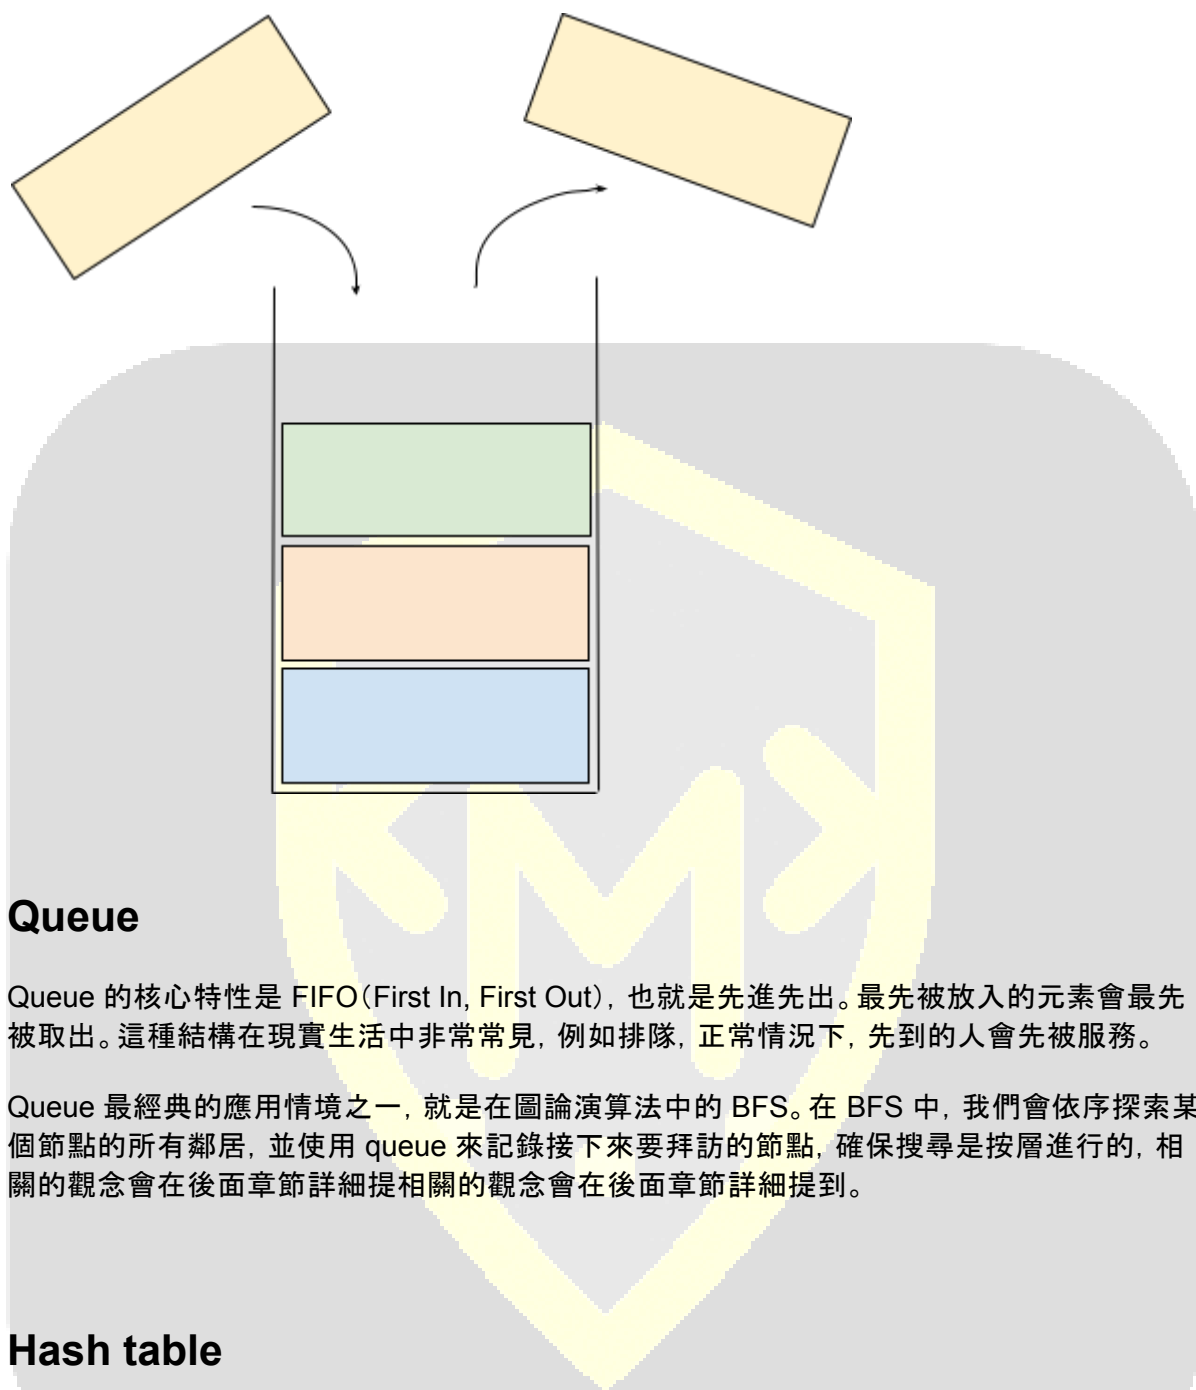 Queue
Queue 的核心特性是 FIFO（First In, First Out），也就是先進先出。最先被放入的元素會最先
被取出。這種結構在現實生活中非常常見，例如排隊，正常情況下，先到的人會先被服務。
Queue 最經典的應用情境之一，就是在圖論演算法中的 BFS。在 BFS 中，我們會依序探索某
個節點的所有鄰居，並使用 queue 來記錄接下來要拜訪的節點，確保搜尋是按層進行的，相
關的觀念會在後面章節詳細提相關的觀念會在後面章節詳細提到。
Hash table